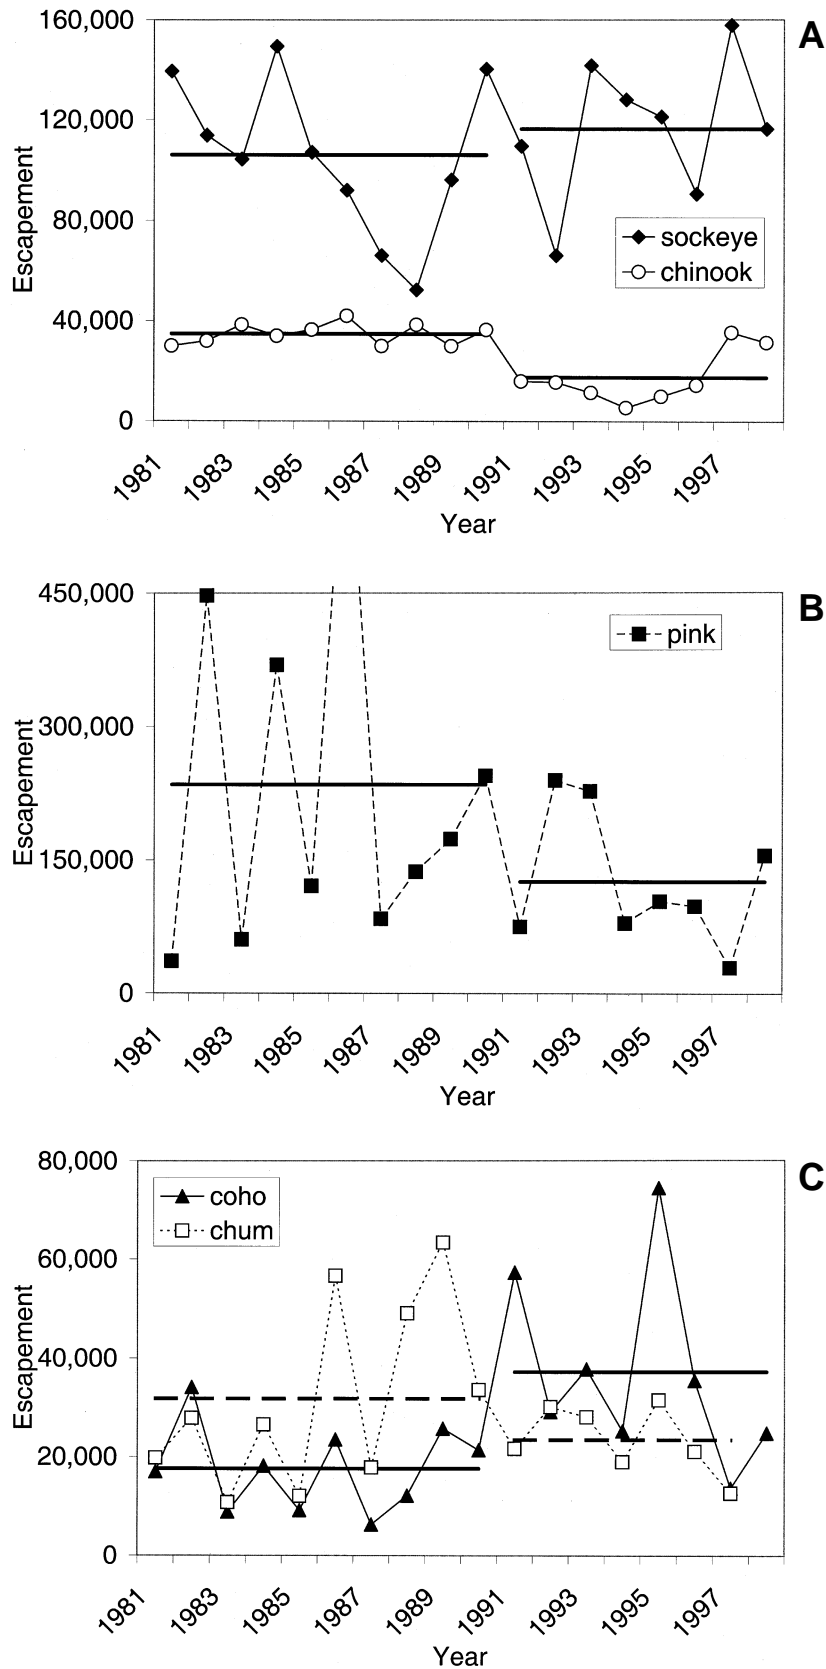 A
160,000
120,000
80,000
40,000
0
Escapement
sockeye
chinook
1981
1983
1985
1987
1989
1991
1993
1995
1997
Year
B
450,000
300,000
150,000
0
Escapement
pink
1981
1983
1985
1987
1989
1991
1993
1995
1997
Year
C
80,000
60,000
40,000
20,000
0
Escapement
coho
chum
1981
1983
1985
1987
1989
1991
1993
1995
1997
Year